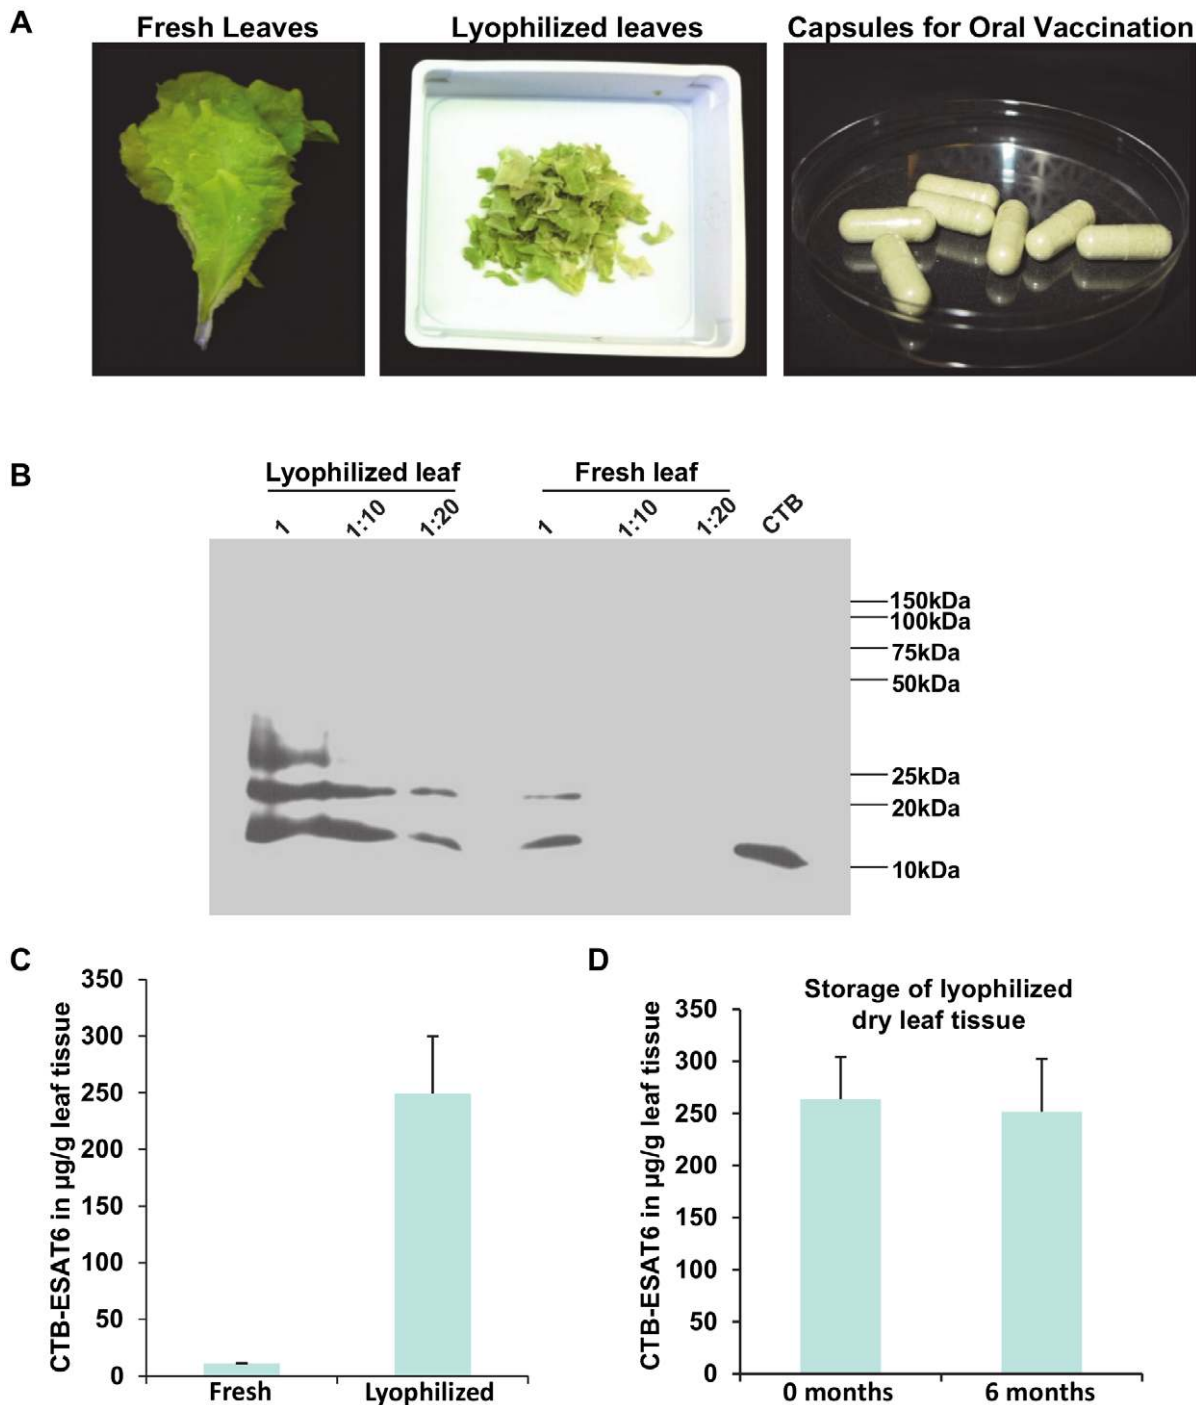 A
Fresh Leaves
Lyophilized leaves
Capsules for Oral Vaccination
B
Lyophilized leaf
Fresh leaf
1
1:10
1:20
1
1:10
1:20
CTB
150kDa
100kDa
75kDa
50kDa
25kDa
20kDa
10kDa
C
CTB-ESAT6 in µg/g leaf tissue
350
300
250
200
150
100
50
0
Fresh
Lyophilized
D
Storage of lyophilized
dry leaf tissue
CTB-ESAT6 in µg/g leaf tissue
350
300
250
200
150
100
50
0
0 months
6 months